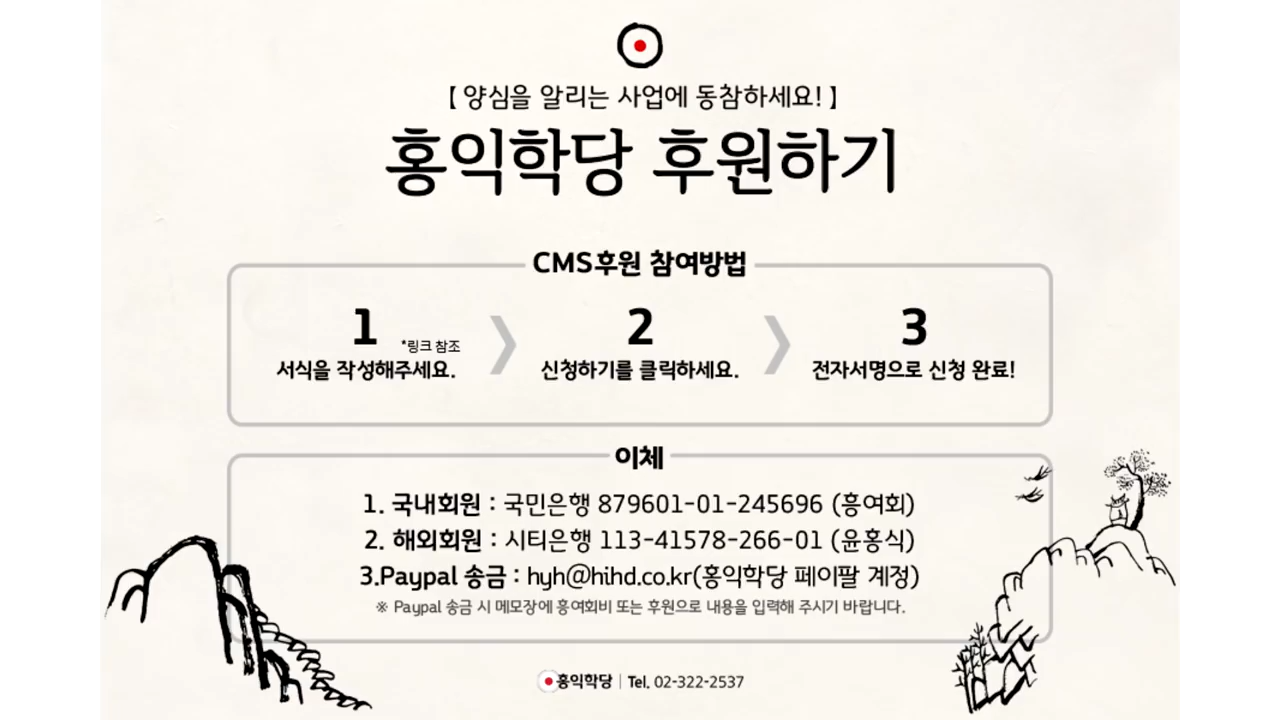 【 양심을 알리는 사업에 동참하세요! 】
홍익학당 후원하기
CMS후원 참여방법
1 *링크 참조
서식을 작성해주세요.
2
신청하기를 클릭하세요.
3
전자서명으로 신청 완료!
이체
1. 국내회원 : 국민은행 879601-01-245696 (흥여회)
2. 해외회원 : 시티은행 113-41578-266-01 (윤홍식)
3.Paypal 송금 : hyh@hihd.co.kr(홍익학당 페이팔 계정)
※ Paypal 송금 시 메모장에 흥여회비 또는 후원으로 내용을 입력해 주시기 바랍니다.
홍익학당 | Tel. 02-322-2537